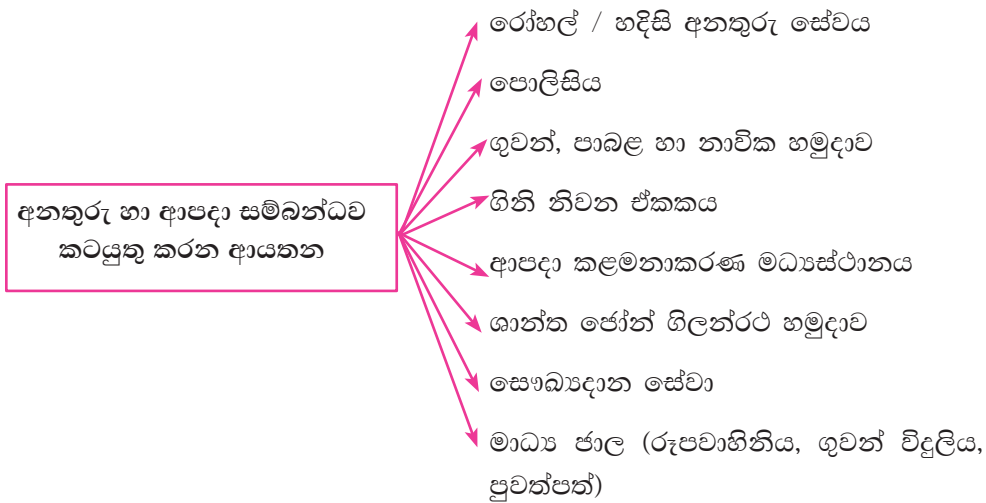 රෝහල් / හදිසි අනතුරු සේවය
පොලිසිය
ගුවන්, පාබළ හා නාවික හමුදාව
ගිනි නිවන ඒකකය
අනතුරු හා ආපදා සම්බන්ධව
කටයුතු කරන ආයතන
ආපදා කළමනාකරණ මධ්‍යස්ථානය
ශාන්ත ජෝන් ගිලන්රථ හමුදාව
සෞඛ්‍යදාන සේවා
මාධ්‍ය ජාල (රූපවාහිනිය, ගුවන් විදුලිය,
පුවත්පත්)